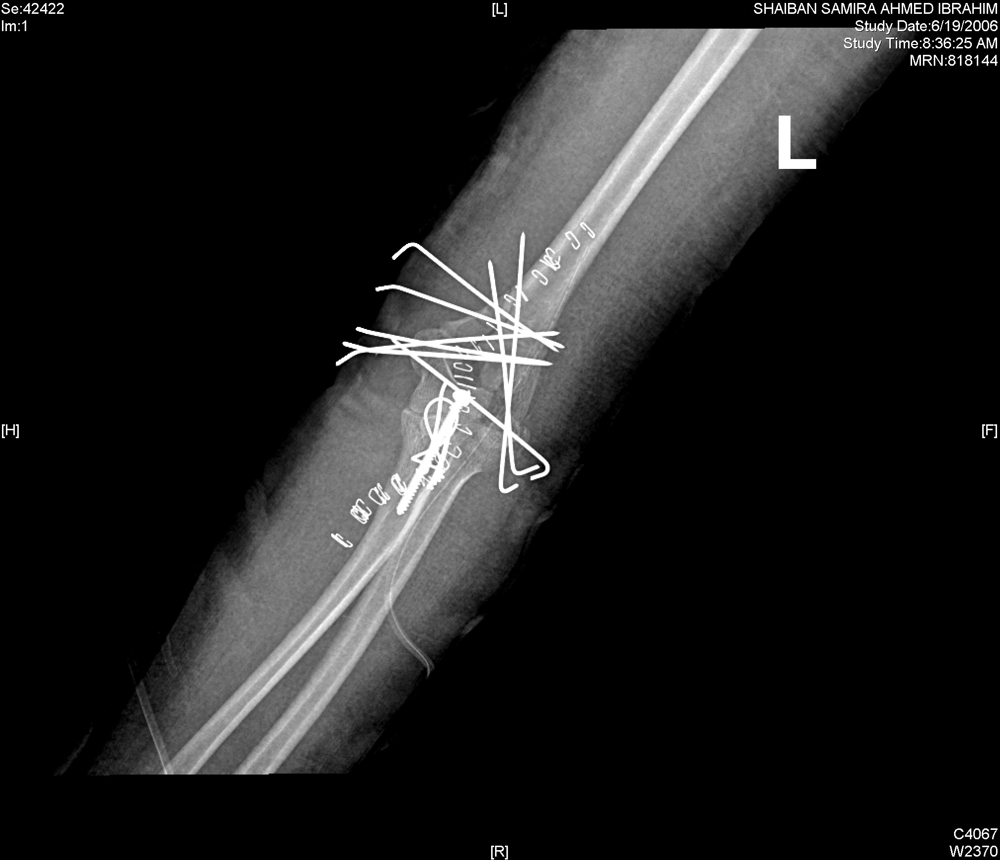 Se:42422
Im:1
[L]
SHAIBAN SAMIRA AHMED IBRAHIM
Study Date:6/19/2006
Study Time:8:36:25 AM
MRN:818144
L
[H]
[F]
[R]
C4067
W2370